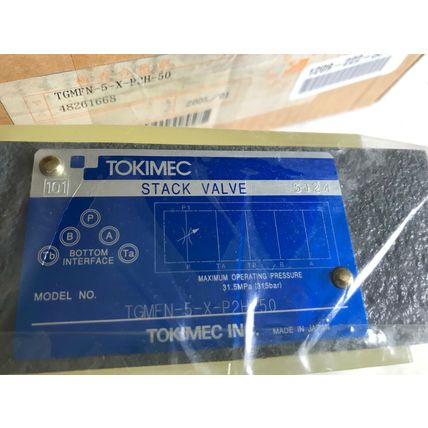 TGMFN-5-X-P2H-50
48261668
TOKIMEC
101
STACK VALVE
P1
P
B A
Tb Ta
BOTTOM
INTERFACE
MAXIMUM OPERATING PRESSURE
31.5MPa (315bar)
MODEL NO.
TGMFN-5-X-P2H-50
TOKIMEC INC.
MADE IN JAPAN